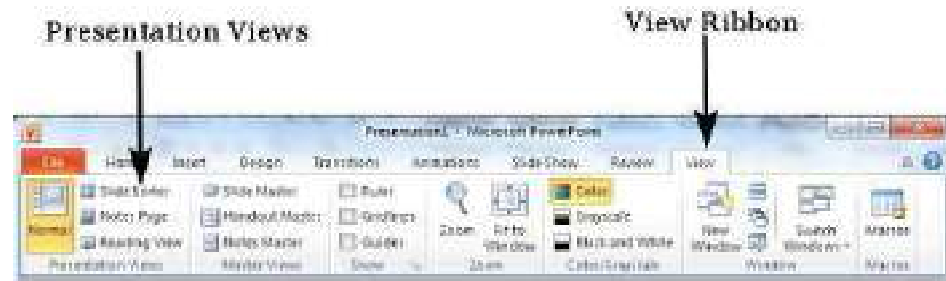 Presentation Views
View Ribbon
Presentation1 - Microsoft PowerPoint
File Home Insert Design Transitions Animations Slide Show Review View
Normal
Slide Sorter
Notes Page
Reading View
Presentation Views
Slide Master
Handout Master
Notes Master
Master Views
Ruler
Gridlines
Guides
Show
Zoom
Fit to
Window
Zoom
Color
Grayscale
Black and White
Color/Grayscale
New
Window
Switch
Windows
Window
Macros
Macros